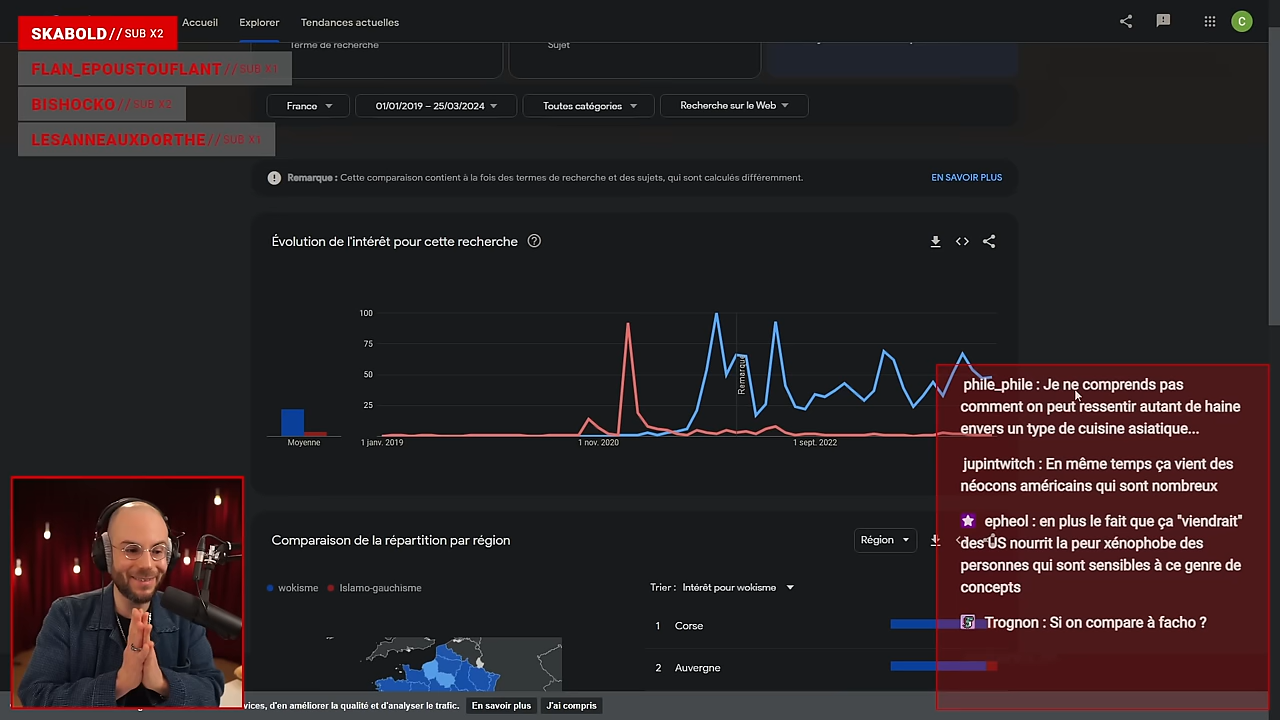 SKABOLD//SUB X2
FLAN_EPOUSTOUFLANT//SUB X1
BISHOCKO//SUB X2
LESANNEAUXDORTHE//SUB X1
Accueil
Explorer
Tendances actuelles
C
Terme de recherche
Sujet
France
01/01/2019 – 25/03/2024
Toutes catégories
Recherche sur le Web
Remarque : Cette comparaison contient à la fois des termes de recherche et des sujets, qui sont calculés différemment.
EN SAVOIR PLUS
Évolution de l'intérêt pour cette recherche
100
75
50
25
Remarque
Moyenne
1 janv. 2019
1 nov. 2020
1 sept. 2022
phile_phile : Je ne comprends pas
comment on peut ressentir autant de haine
envers un type de cuisine asiatique...
jupintwitch : En même temps ça vient des
néocons américains qui sont nombreux
epheol : en plus le fait que ça "viendrait"
des US nourrit la peur xénophobe des
personnes qui sont sensibles à ce genre de
concepts
Trognon : Si on compare à facho ?
Comparaison de la répartition par région
Région
wokisme
Islamo-gauchisme
Trier : Intérêt pour wokisme
1 Corse
2 Auvergne
vices, d'en améliorer la qualité et d'analyser le trafic.
En savoir plus
J'ai compris